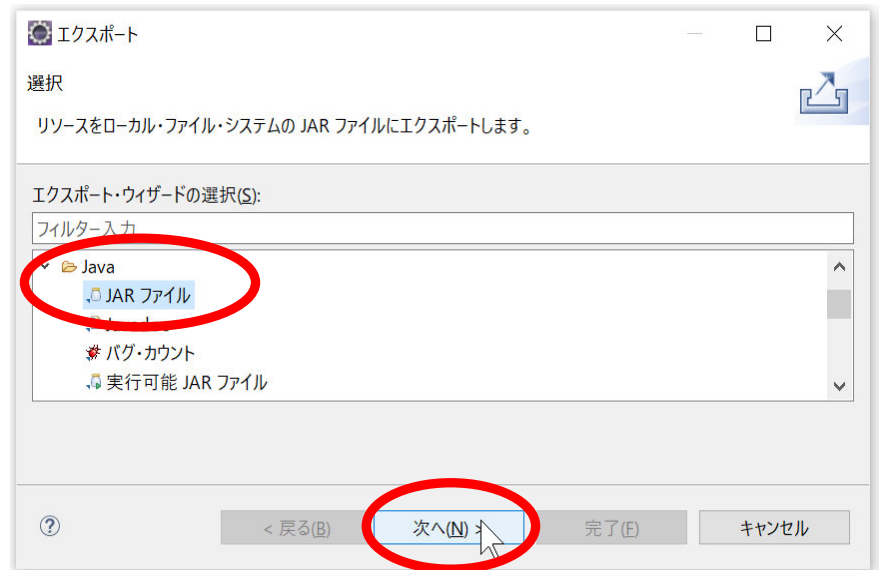 エクスポート
選択
リソースをローカル・ファイル・システムの JAR ファイルにエクスポートします。
エクスポート・ウィザードの選択(S):
フィルター入力
Java
JAR ファイル
バグ・カウント
実行可能 JAR ファイル
< 戻る(B) 次へ(N) > 完了(F) キャンセル